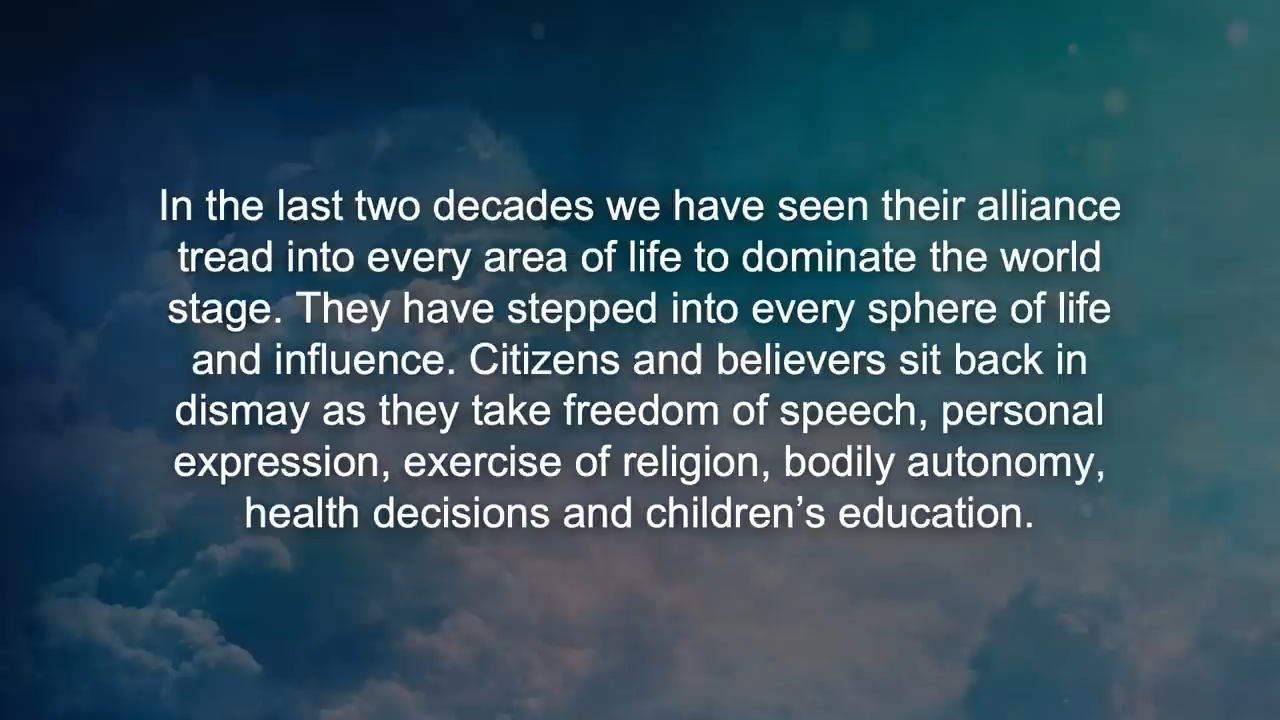 In the last two decades we have seen their alliance
tread into every area of life to dominate the world
stage. They have stepped into every sphere of life
and influence. Citizens and believers sit back in
dismay as they take freedom of speech, personal
expression, exercise of religion, bodily autonomy,
health decisions and children’s education.